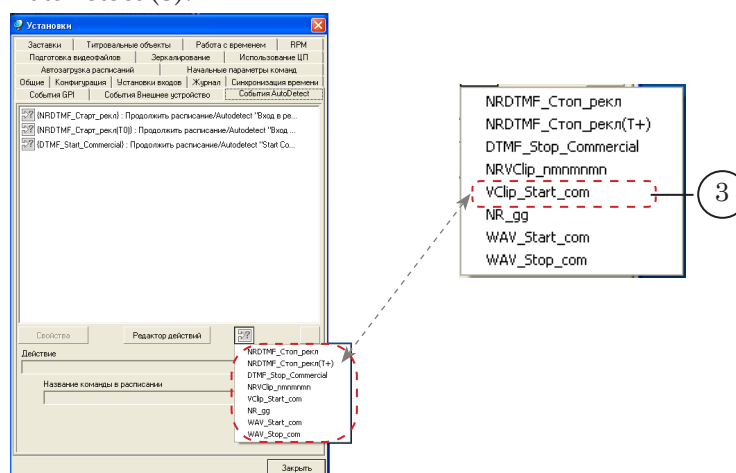 Установки
Заставки Титровальные объекты Работа с временем RPM
Подготовка видеофайлов Зеркалирование Использование ЦП
Автозагрузка расписаний Начальные параметры команд
Общие Конфигурация Установки входов Журнал Синхронизация времени
События GPI События Внешнее устройство События AutoDetect
{NRDTMF_Старт_рекл} : Продолжить расписание/Autodetect "Вход в ре...
{NRDTMF_Старт_рекл(T0)} : Продолжить расписание/Autodetect "Вход ...
{DTMF_Start_Commercial} : Продолжить расписание/Autodetect "Start Co...
Свойства Редактор действий
Действие
Название команды в расписании
NRDTMF_Стоп_рекл
NRDTMF_Стоп_рекл(T+)
DTMF_Stop_Commercial
NRVClip_nmnmnmn
VClip_Start_com
NR_gg
WAV_Start_com
WAV_Stop_com
Закрыть
NRDTMF_Стоп_рекл
NRDTMF_Стоп_рекл(T+)
DTMF_Stop_Commercial
NRVClip_nmnmnmn
VClip_Start_com
NR_gg
WAV_Start_com
WAV_Stop_com
3